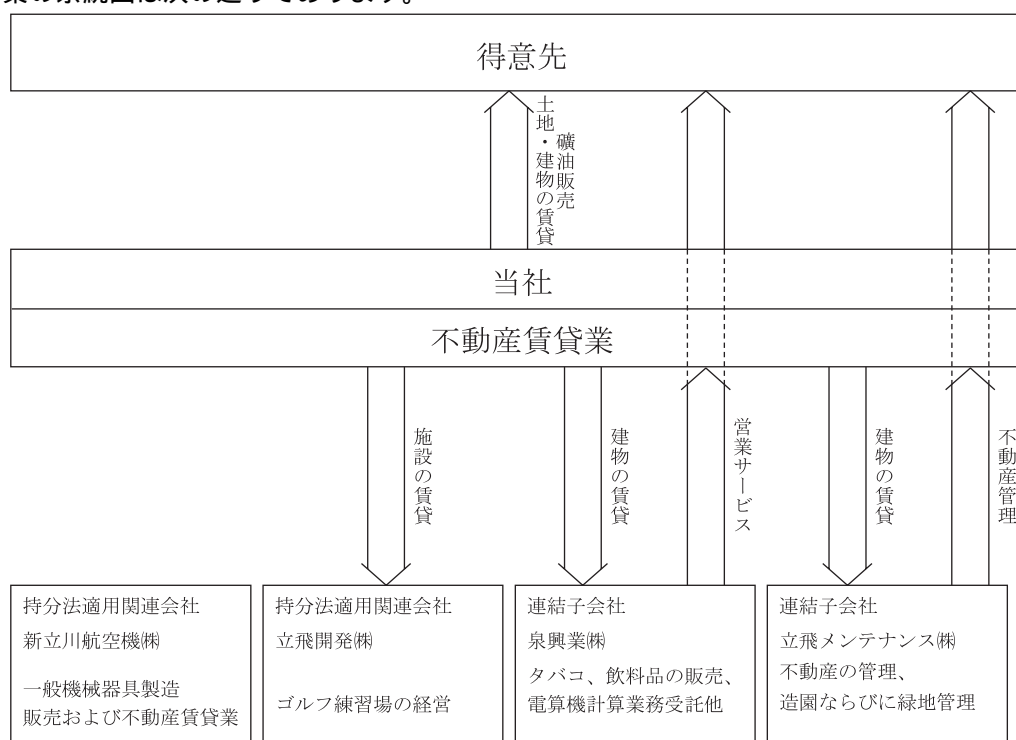 業の系統図は次の通りであります。
得意先
土地・建物の賃貸
礦油販売
当社
不動産賃貸業
施設の賃貸
建物の賃貸
営業サービス
建物の賃貸
不動産管理
持分法適用関連会社
新立川航空機㈱
一般機械器具製造
販売および不動産賃貸業
持分法適用関連会社
立飛開発㈱
ゴルフ練習場の経営
連結子会社
泉興業㈱
タバコ、飲料品の販売、
電算機計算業務受託他
連結子会社
立飛メンテナンス㈱
不動産の管理、
造園ならびに緑地管理